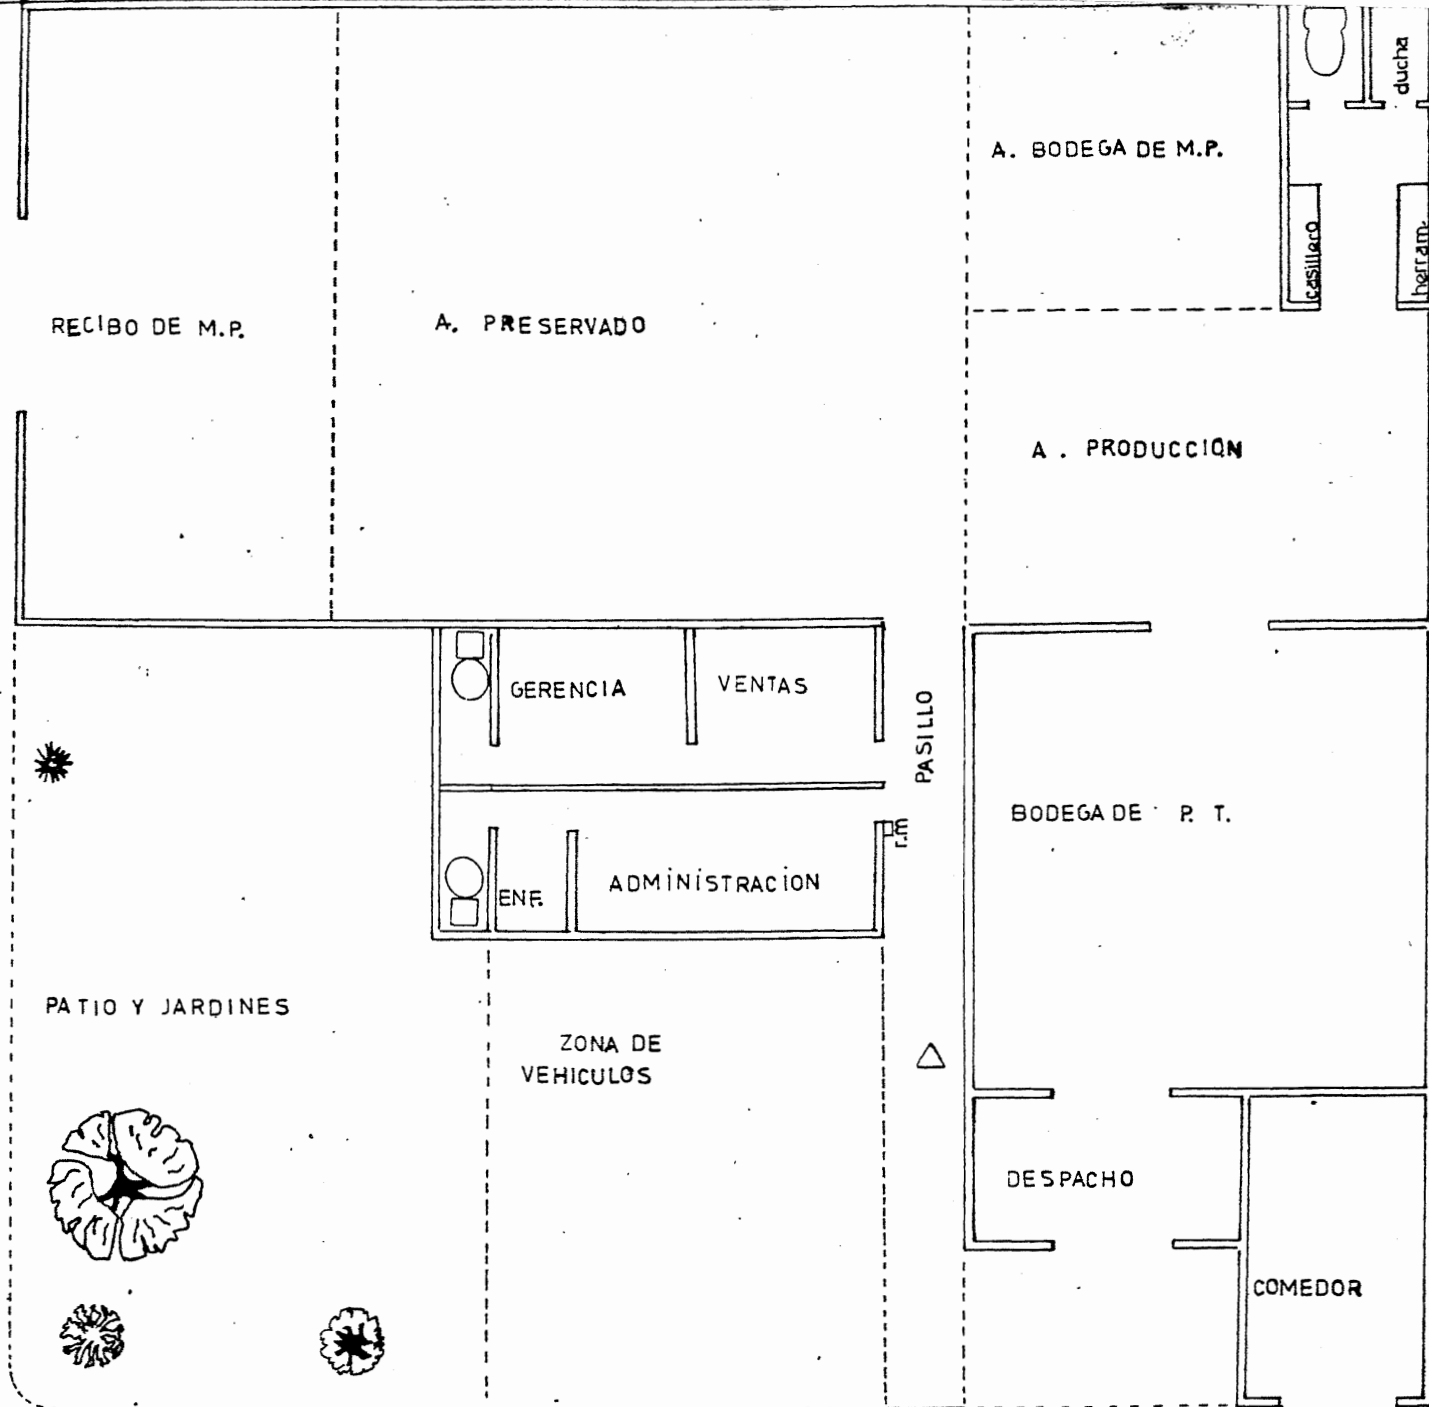 ducha
A. BODEGA DE M.P.
casillero
herram.
RECIBO DE M.P.
A. PRESERVADO
A. PRODUCCION
GERENCIA
VENTAS
PASILLO
r.m
BODEGA DE P. T.
ENF.
ADMINISTRACION
PATIO Y JARDINES
ZONA DE
VEHICULOS
DESPACHO
COMEDOR